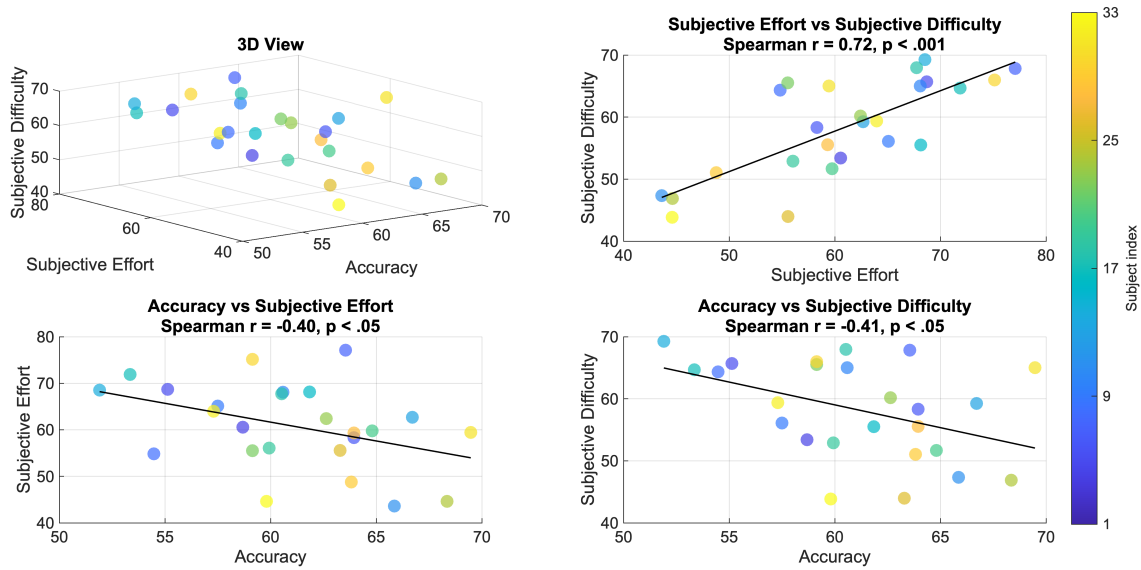 3D View
Subjective Difficulty
70
60
50
40
80
60
40
50
55
60
65
70
Subjective Effort
Accuracy
Subjective Effort vs Subjective Difficulty
Spearman r = 0.72, p < .001
Subjective Difficulty
70
60
50
40
40
50
60
70
80
Subjective Effort
Accuracy vs Subjective Effort
Spearman r = -0.40, p < .05
Subjective Effort
80
70
60
50
40
50
55
60
65
70
Accuracy
Accuracy vs Subjective Difficulty
Spearman r = -0.41, p < .05
Subjective Difficulty
70
60
50
40
50
55
60
65
70
Accuracy
33
25
17
9
1
Subject index